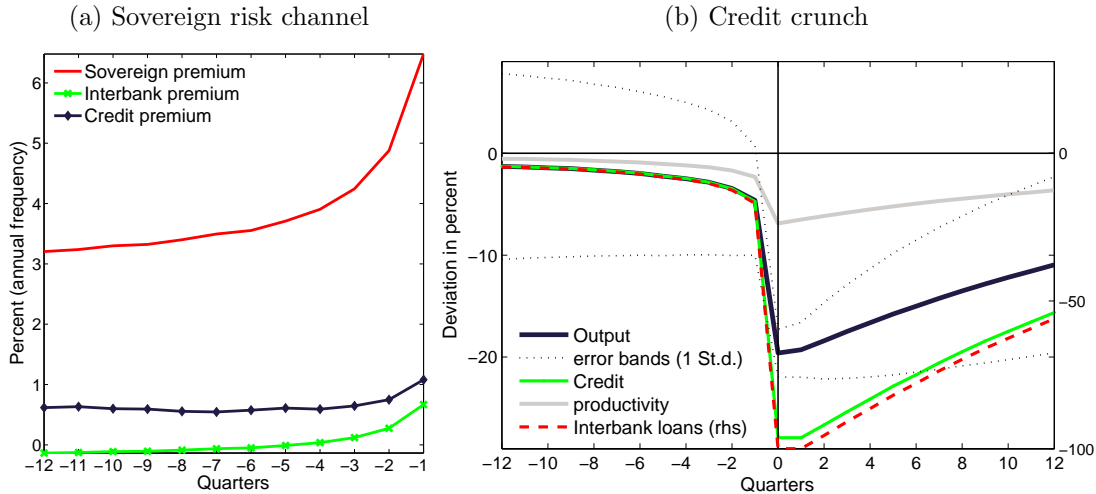 (a) Sovereign risk channel
Percent (annual frequency)
6
5
4
3
2
1
0
Sovereign premium
Interbank premium
Credit premium
−12 −11 −10 −9 −8 −7 −6 −5 −4 −3 −2 −1
Quarters
(b) Credit crunch
Deviation in percent
0
−10
−20
0
−50
−100
Output
error bands (1 St.d.)
Credit
productivity
Interbank loans (rhs)
−12 −10 −8 −6 −4 −2 0 2 4 6 8 10 12
Quarters